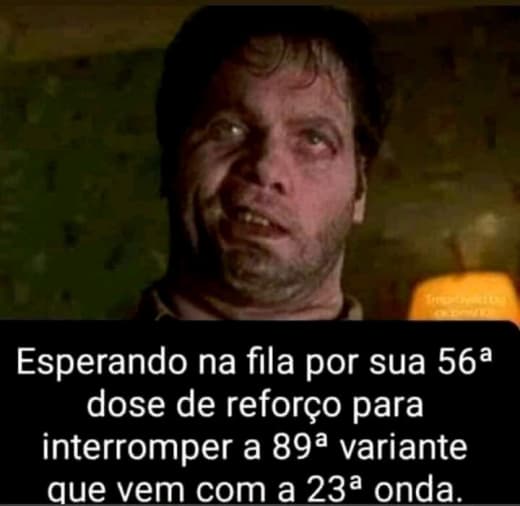 Esperando na fila por sua 56ª
dose de reforço para
interromper a 89ª variante
que vem com a 23ª onda.